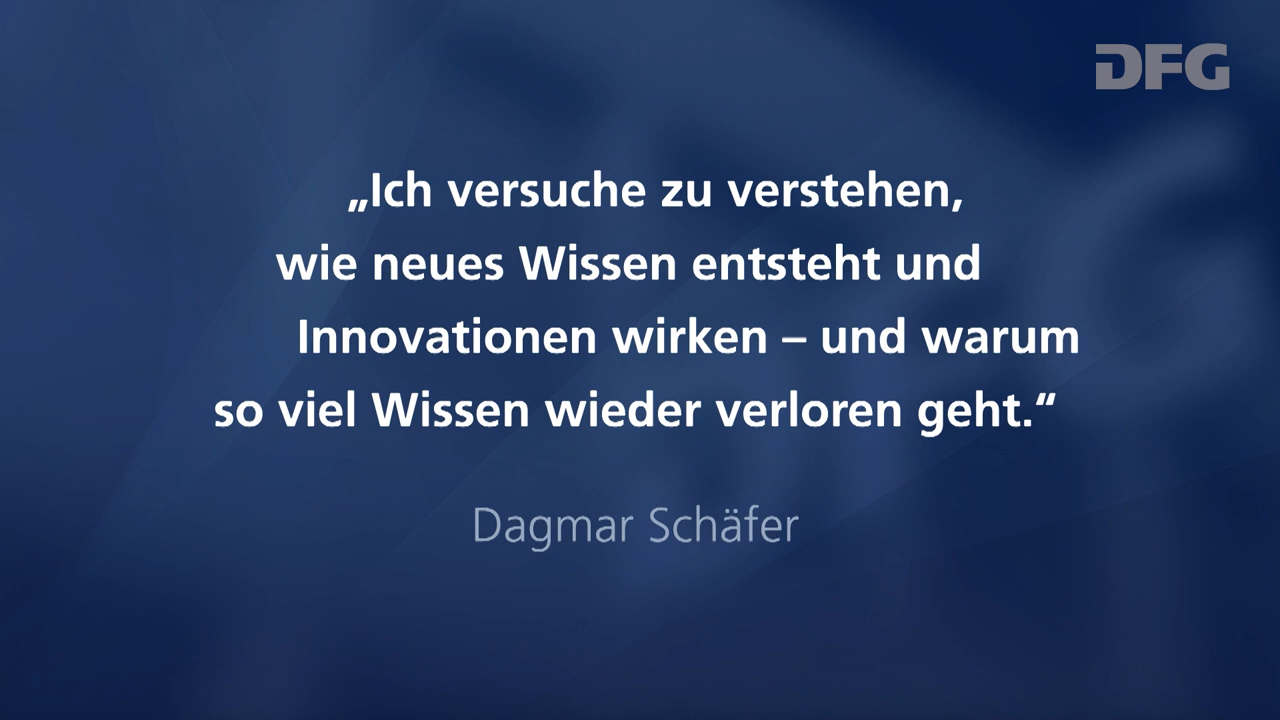 DFG
„Ich versuche zu verstehen,
wie neues Wissen entsteht und
Innovationen wirken – und warum
so viel Wissen wieder verloren geht.“
Dagmar Schäfer